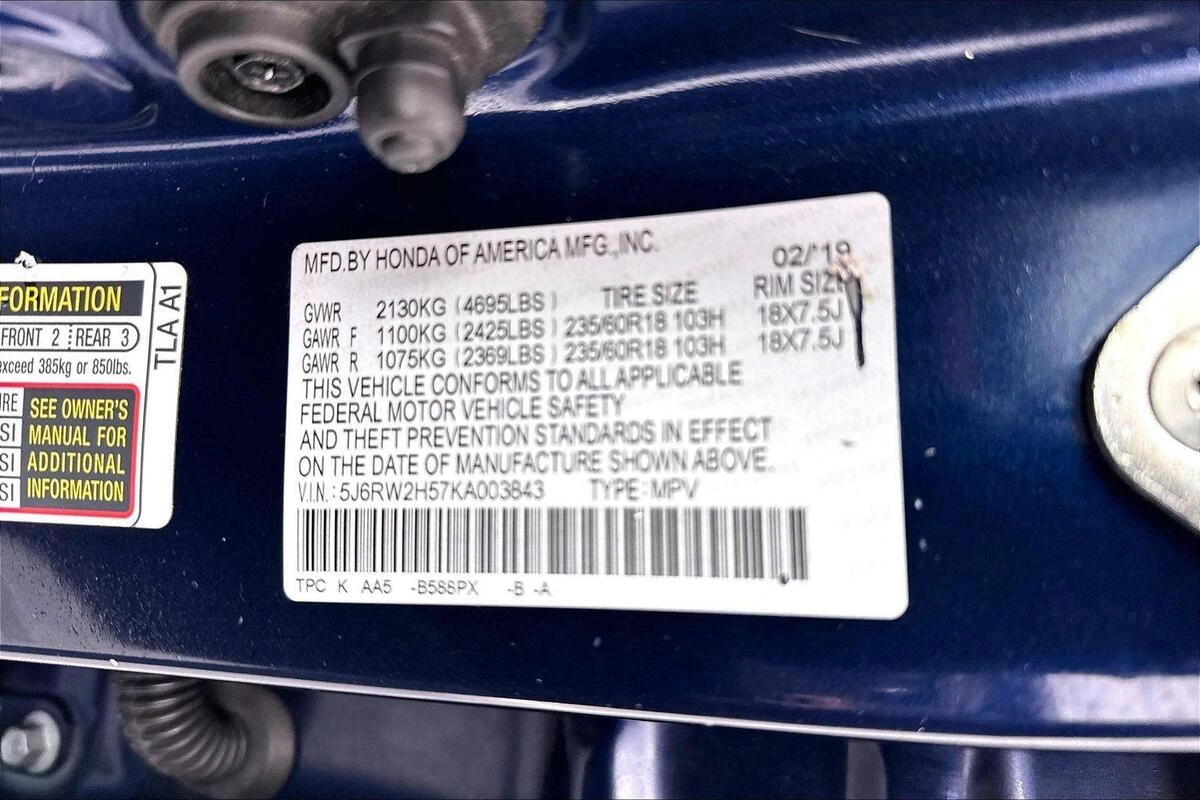 FORMATION
FRONT 2 REAR 3
exceed 385kg or 850lbs.
SEE OWNER'S
SI MANUAL FOR
SI ADDITIONAL
SI INFORMATION
TLA A1
MFD.BY HONDA OF AMERICA MFG.,INC. 02/'19
GVWR 2130KG (4695LBS) TIRE SIZE RIM SIZE
GAWR F 1100KG (2425LBS) 235/60R18 103H 18X7.5J
GAWR R 1075KG (2369LBS) 235/60R18 103H 18X7.5J
THIS VEHICLE CONFORMS TO ALL APPLICABLE
FEDERAL MOTOR VEHICLE SAFETY
AND THEFT PREVENTION STANDARDS IN EFFECT
ON THE DATE OF MANUFACTURE SHOWN ABOVE.
V.I.N.: 5J6RW2H57KA003843 TYPE: MPV
TPC K AA5 -B588PX -B -A